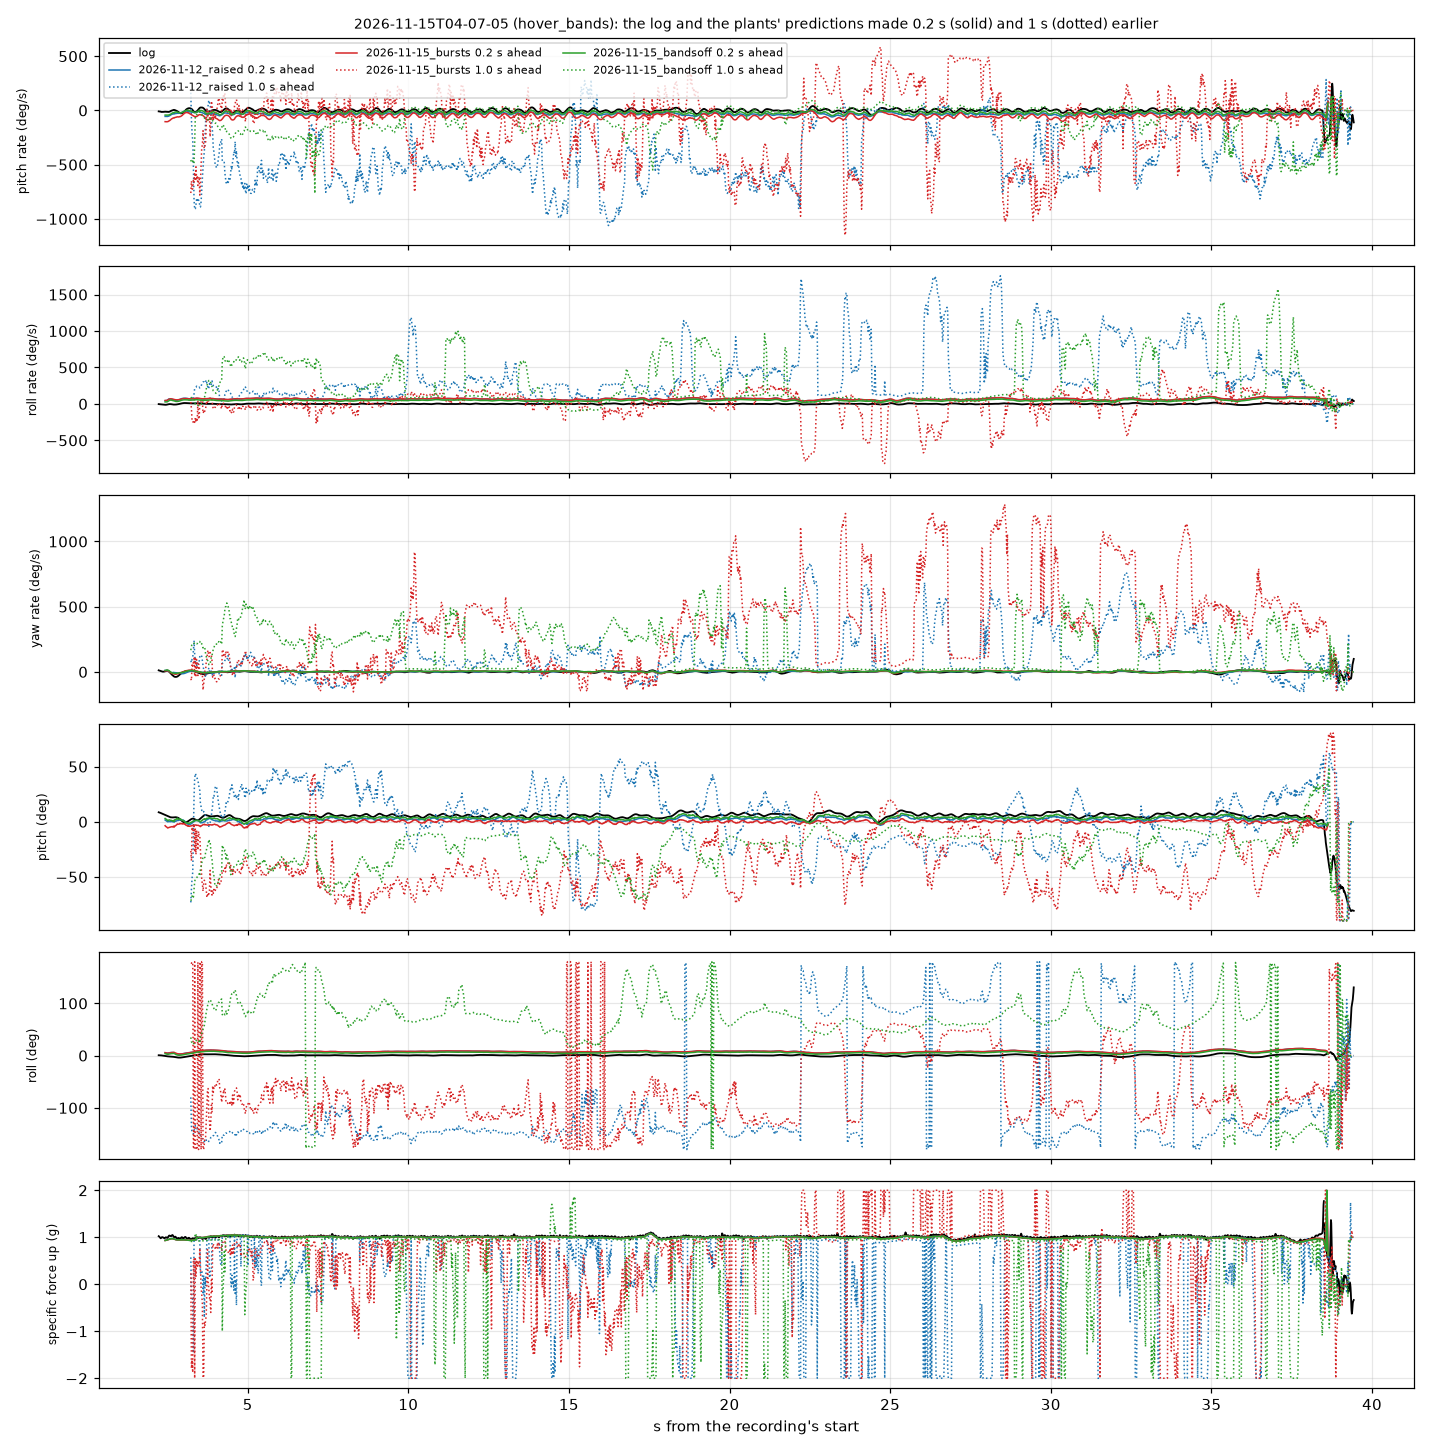 2026-11-15T04-07-05 (hover_bands): the log and the plants' predictions made 0.2 s (solid) and 1 s (dotted) earlier
log
2026-11-12_raised 0.2 s ahead
2026-11-12_raised 1.0 s ahead
2026-11-15_bursts 0.2 s ahead
2026-11-15_bursts 1.0 s ahead
2026-11-15_bandsoff 0.2 s ahead
2026-11-15_bandsoff 1.0 s ahead
pitch rate (deg/s)
500
0
−500
−1000
roll rate (deg/s)
1500
1000
500
0
−500
yaw rate (deg/s)
1000
500
0
pitch (deg)
50
0
−50
roll (deg)
100
0
−100
specific force up (g)
2
1
0
−1
−2
5
10
15
20
25
30
35
40
s from the recording's start